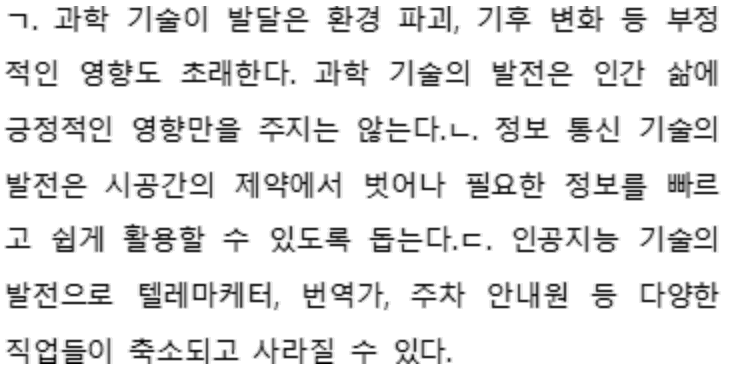 ㄱ. 과학 기술이 발달은 환경 파괴, 기후 변화 등 부정
적인 영향도 초래한다. 과학 기술의 발전은 인간 삶에
긍정적인 영향만을 주지는 않는다.ㄴ. 정보 통신 기술의
발전은 시공간의 제약에서 벗어나 필요한 정보를 빠르
고 쉽게 활용할 수 있도록 돕는다.ㄷ. 인공지능 기술의
발전으로 텔레마케터, 번역가, 주차 안내원 등 다양한
직업들이 축소되고 사라질 수 있다.